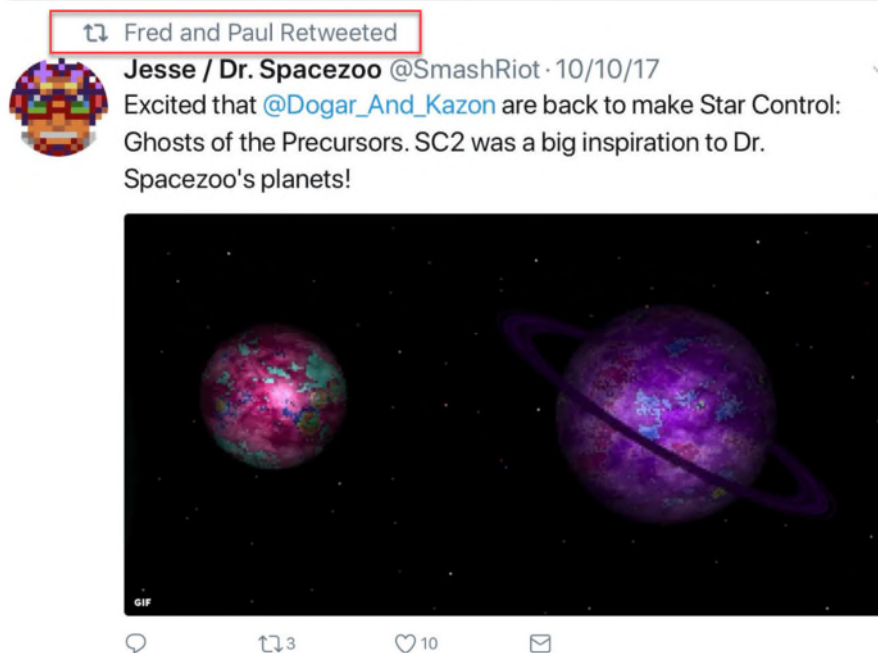 Fred and Paul Retweeted
Jesse / Dr. Spacezoo @SmashRiot · 10/10/17
Excited that @Dogar_And_Kazon are back to make Star Control:
Ghosts of the Precursors. SC2 was a big inspiration to Dr.
Spacezoo's planets!
GIF
3 10